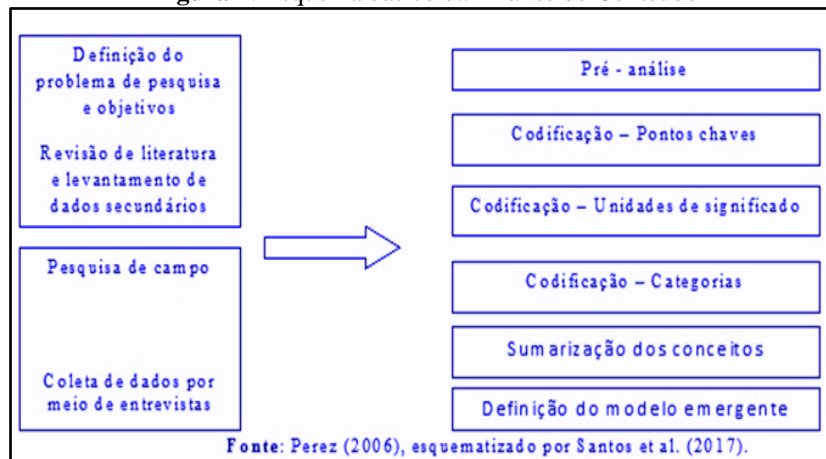 Definição do
problema de pesquisa
e objetivos
Revisão de literatura
e levantamento de
dados secundários
Pesquisa de campo
Coleta de dados por
meio de entrevistas
Pré - análise
Codificação – Pontos chaves
Codificação – Unidades de significado
Codificação – Categorias
Sumarização dos conceitos
Definição do modelo emergente
Fonte: Perez (2006), esquematizado por Santos et al. (2017).